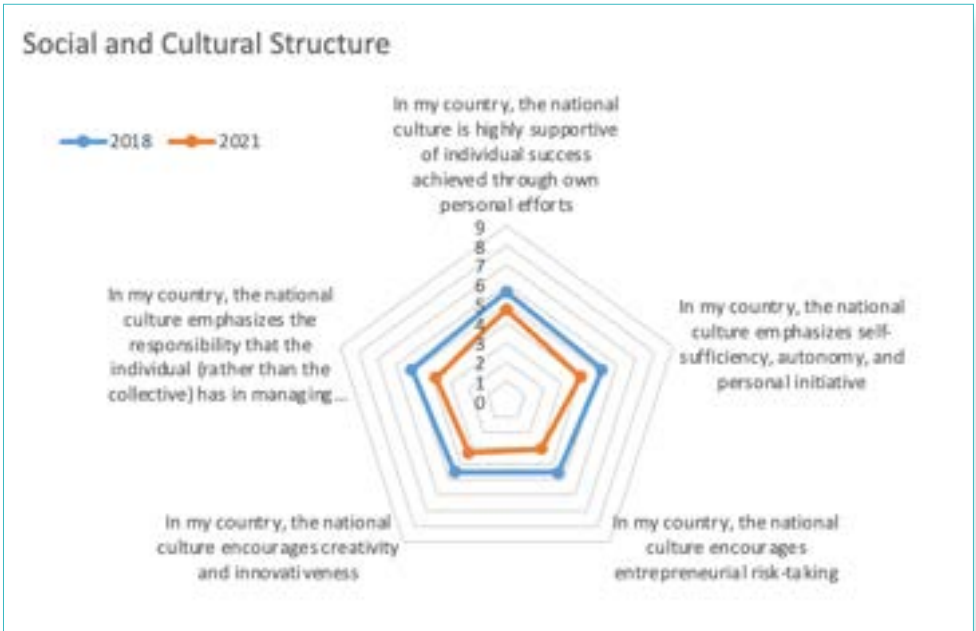 Social and Cultural Structure
2018 2021
In my country, the national
culture is highly supportive
of individual success
achieved through own
personal efforts
9
8
7
6
5
4
3
2
1
0
In my country, the national
culture emphasizes self-
sufficiency, autonomy, and
personal initiative
In my country, the national
culture encourages
entrepreneurial risk-taking
In my country, the national
culture encourages creativity
and innovativeness
In my country, the national
culture emphasizes the
responsibility that the
individual (rather than the
collective) has in managing...